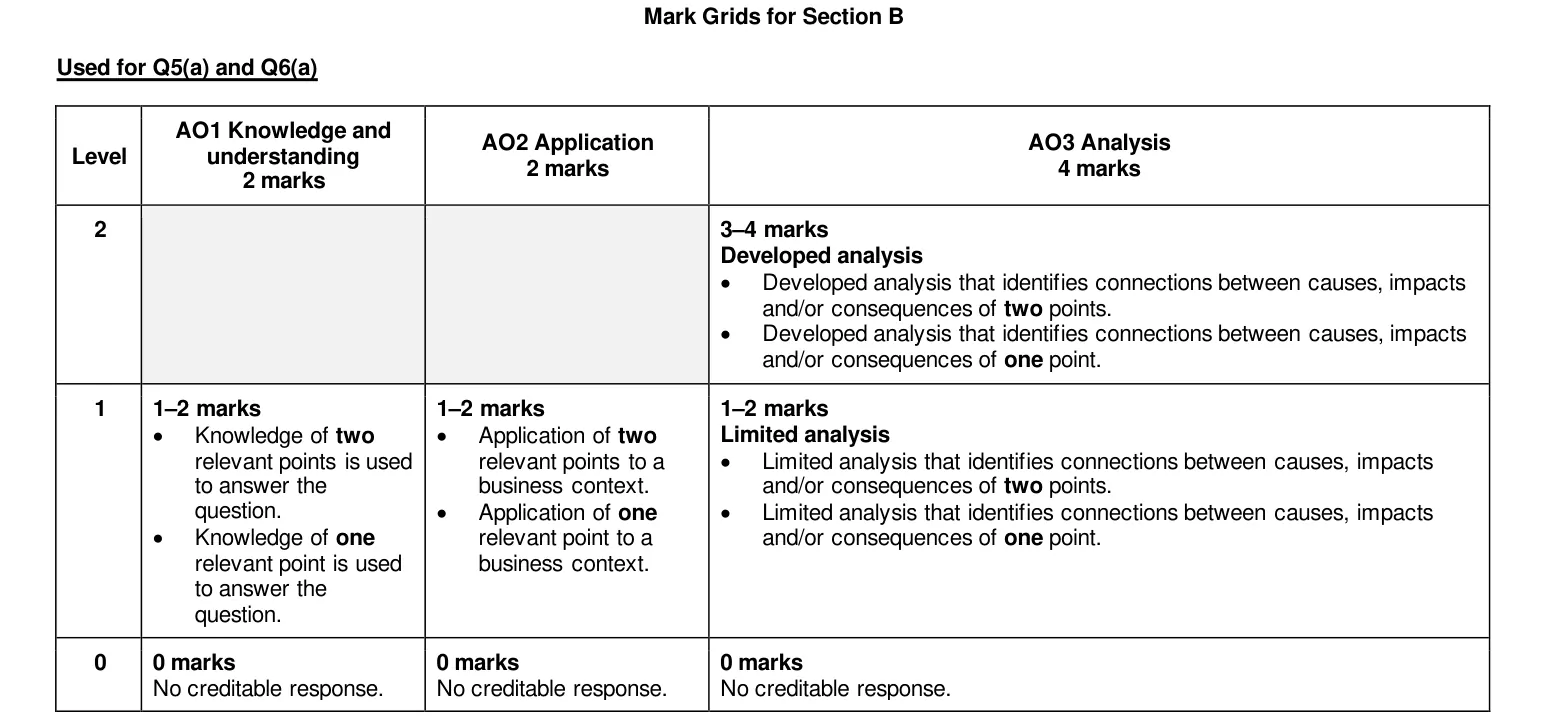 Mark Grids for Section B
Used for Q5(a) and Q6(a)
Level
AO1 Knowledge and
understanding
2 marks
AO2 Application
2 marks
AO3 Analysis
4 marks
2
3–4 marks
Developed analysis
• Developed analysis that identifies connections between causes, impacts
and/or consequences of two points.
• Developed analysis that identifies connections between causes, impacts
and/or consequences of one point.
1
1–2 marks
• Knowledge of two
relevant points is used
to answer the
question.
• Knowledge of one
relevant point is used
to answer the
question.
1–2 marks
• Application of two
relevant points to a
business context.
• Application of one
relevant point to a
business context.
1–2 marks
Limited analysis
• Limited analysis that identifies connections between causes, impacts
and/or consequences of two points.
• Limited analysis that identifies connections between causes, impacts
and/or consequences of one point.
0
0 marks
No creditable response.
0 marks
No creditable response.
0 marks
No creditable response.